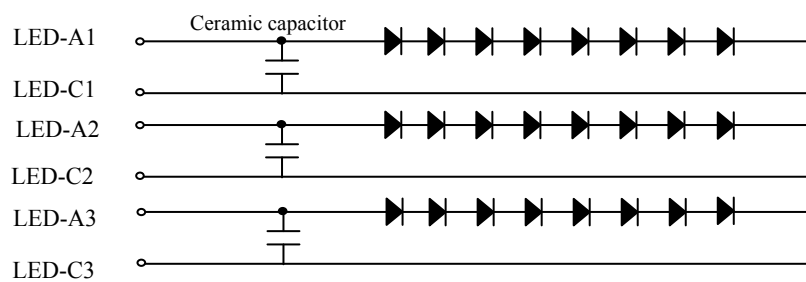 Ceramic capacitor
LED-A1
LED-C1
LED-A2
LED-C2
LED-A3
LED-C3